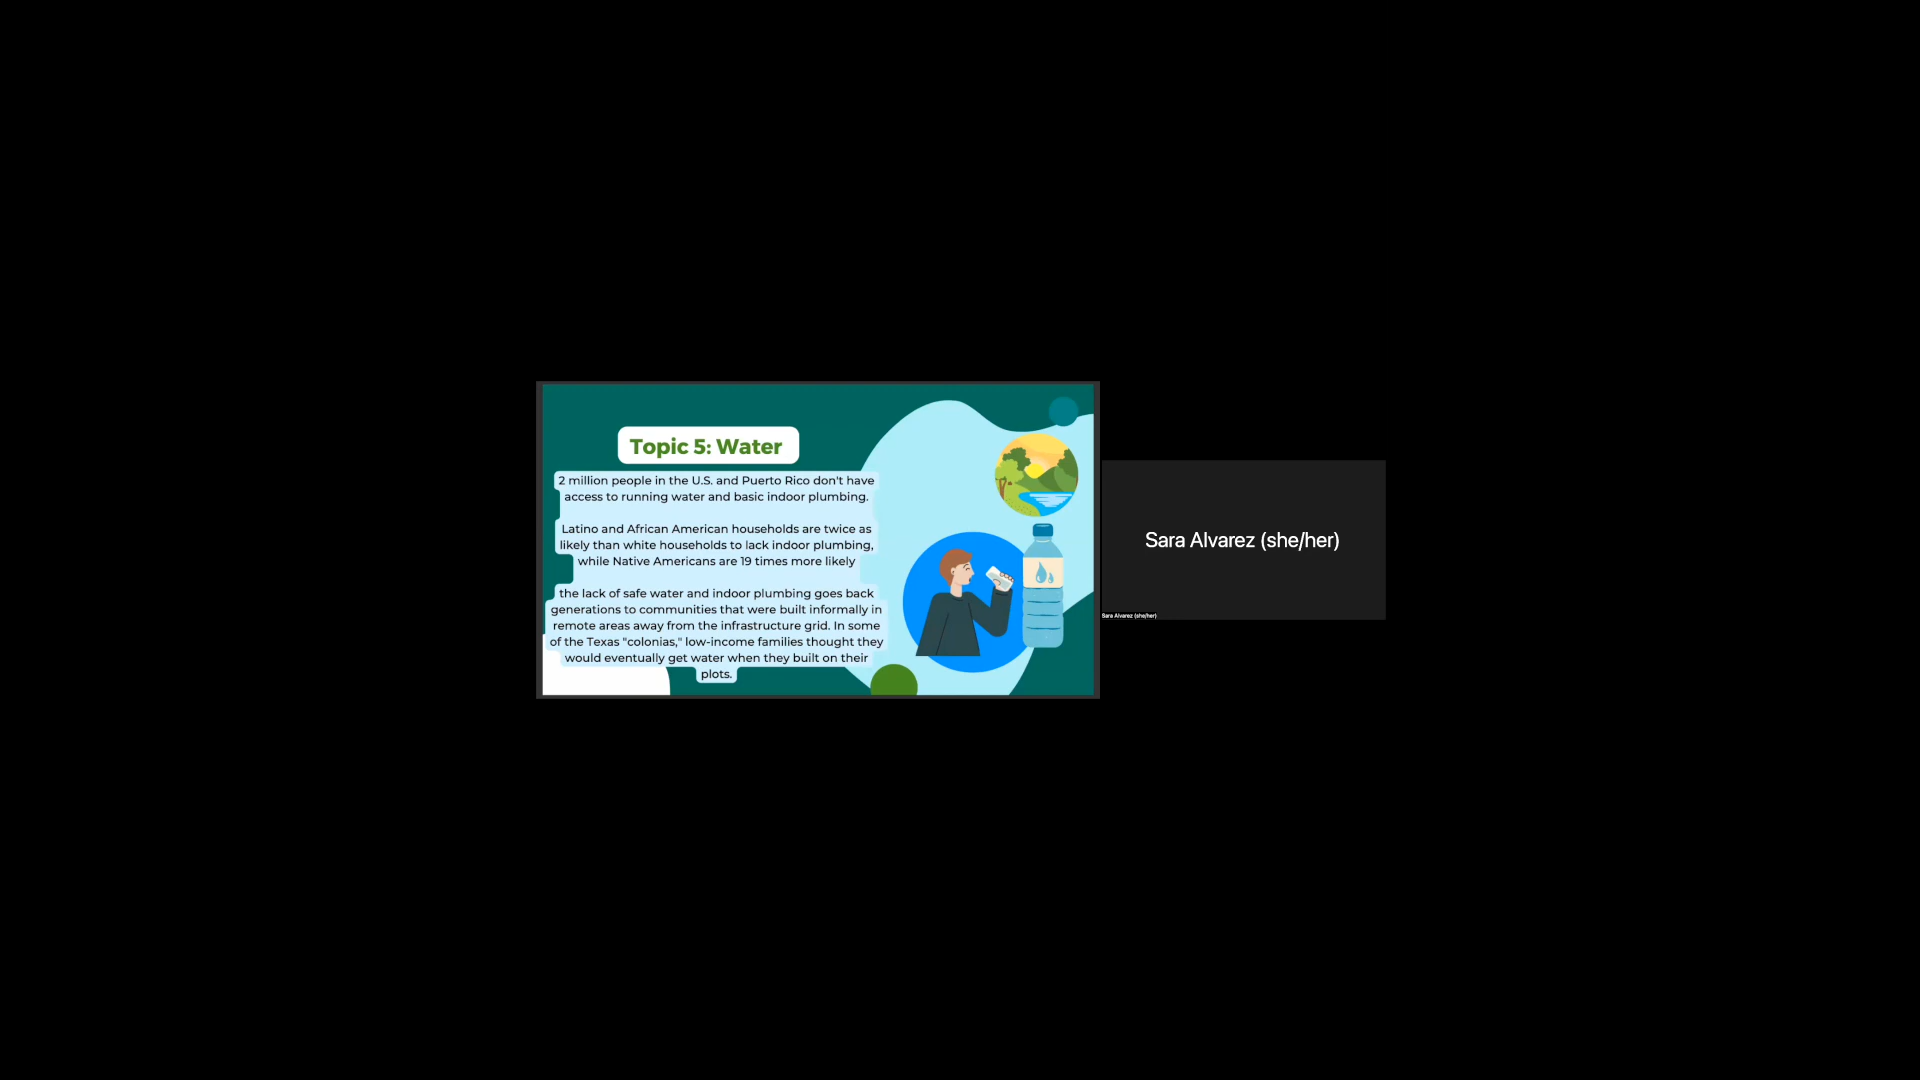 Topic 5: Water
2 million people in the U.S. and Puerto Rico don't have
access to running water and basic indoor plumbing.
Latino and African American households are twice as
likely than white households to lack indoor plumbing,
while Native Americans are 19 times more likely
the lack of safe water and indoor plumbing goes back
generations to communities that were built informally in
remote areas away from the infrastructure grid. In some
of the Texas "colonias," low-income families thought they
would eventually get water when they built on their
plots.
Sara Alvarez (she/her)
Sara Alvarez (she/her)